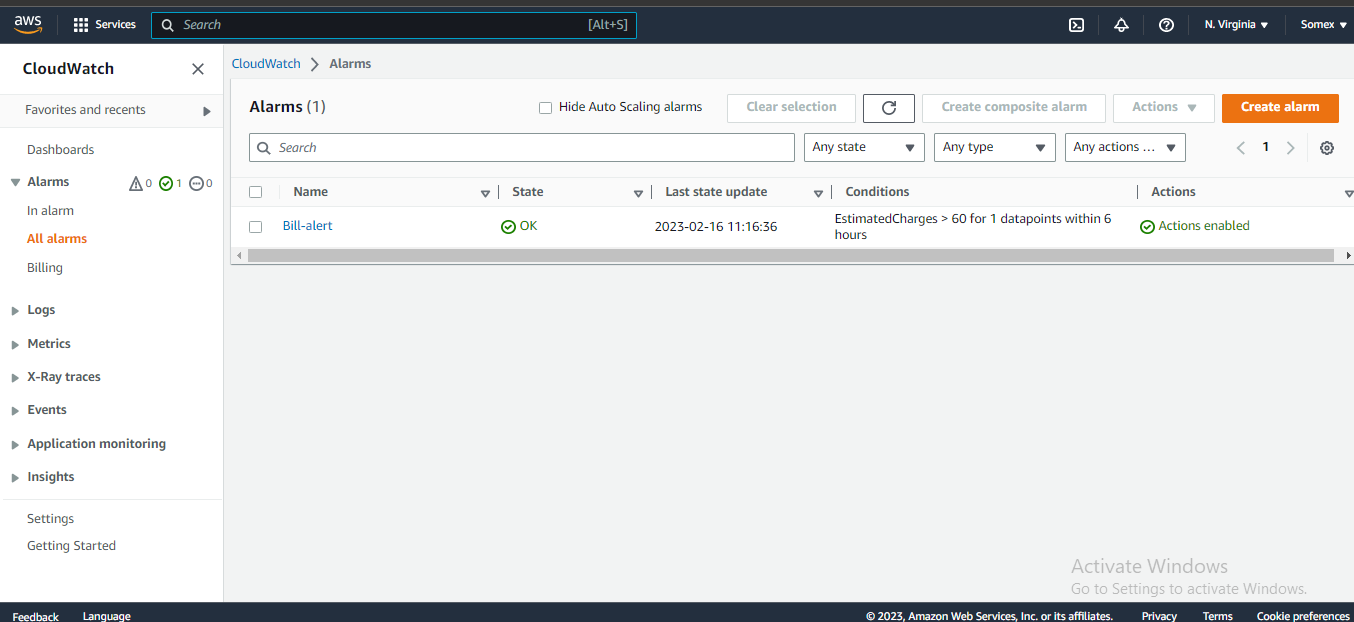 aws
Services
Search [Alt+S]
N. Virginia
Somex
CloudWatch
Favorites and recents
Dashboards
Alarms 0 1 0
In alarm
All alarms
Billing
Logs
Metrics
X-Ray traces
Events
Application monitoring
Insights
Settings
Getting Started
CloudWatch Alarms
Alarms (1)
Hide Auto Scaling alarms
Clear selection
Create composite alarm
Actions
Create alarm
Search
Any state
Any type
Any actions ...
1
Name State Last state update Conditions Actions
Bill-alert OK 2023-02-16 11:16:36 EstimatedCharges > 60 for 1 datapoints within 6
hours
Actions enabled
Activate Windows
Go to Settings to activate Windows.
Feedback Language © 2023, Amazon Web Services, Inc. or its affiliates. Privacy Terms Cookie preferences